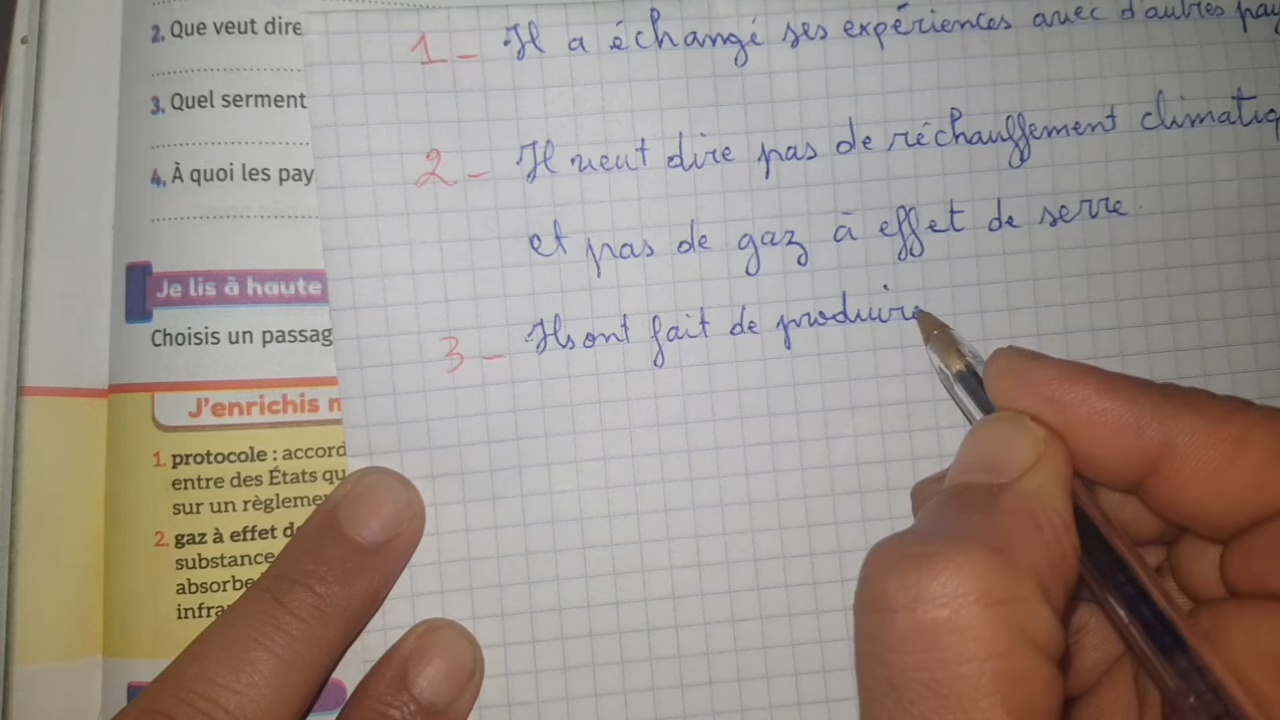 2. Que veut dire
3. Quel serment
4. À quoi les pay
Je lis à haute
Choisis un passag
J'enrichis
1. protocole : accord
entre des États qu
sur un règleme
2. gaz à effet de
substance
absorbe
infra
1 - Il a échangé ses expériences avec d'autres pay
2 - Il veut dire pas de réchauffement climatiq
et pas de gaz à effet de serre.
3 - Ils ont fait de produire